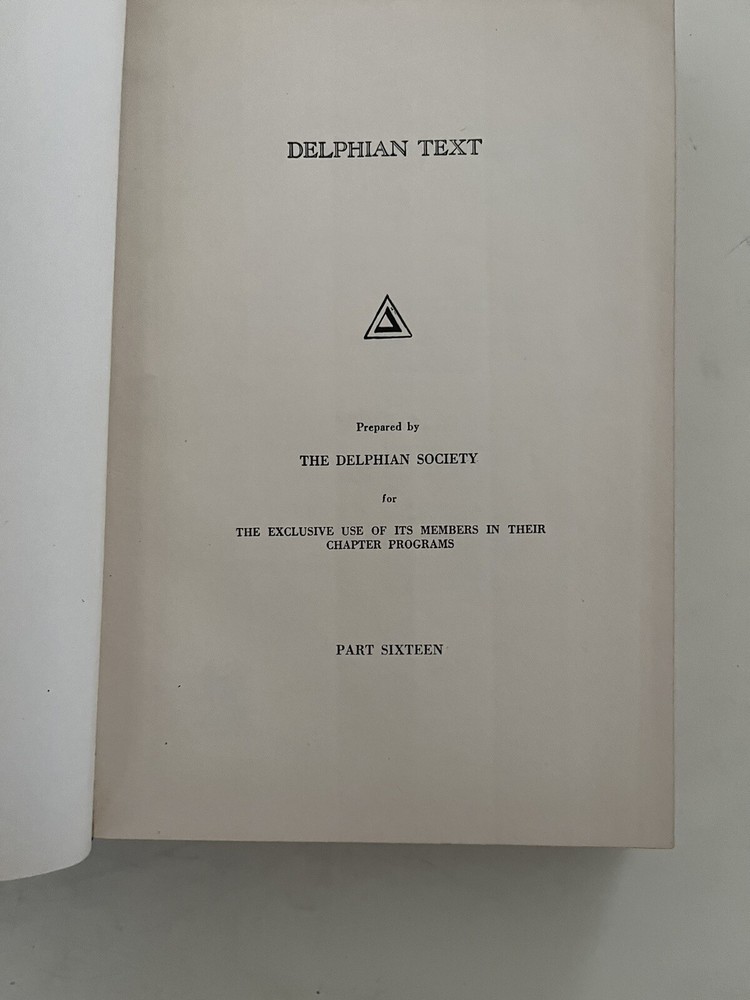 DELPHIAN TEXT
Prepared by
THE DELPHIAN SOCIETY
for
THE EXCLUSIVE USE OF ITS MEMBERS IN THEIR
CHAPTER PROGRAMS
PART SIXTEEN